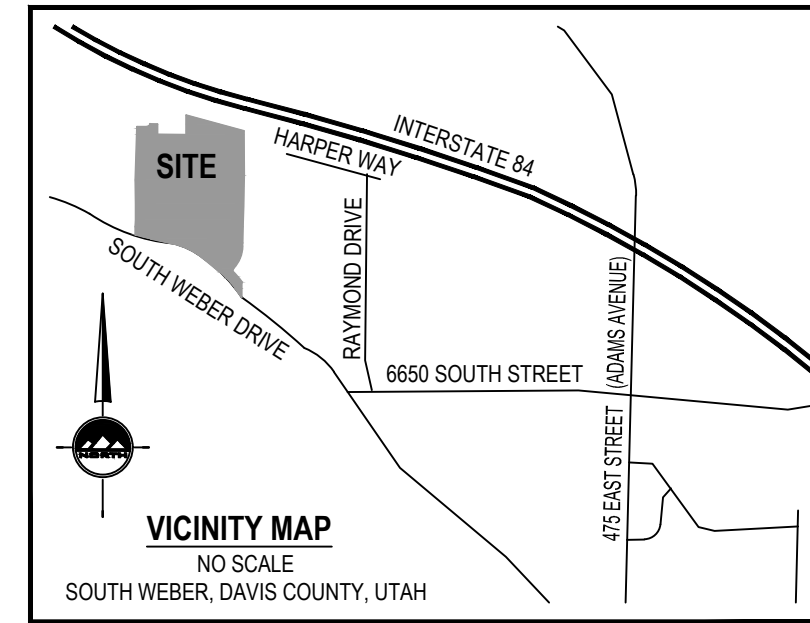 INTERSTATE 84
HARPER WAY
SITE
RAYMOND DRIVE
SOUTH WEBER DRIVE
(ADAMS AVENUE)
6650 SOUTH STREET
475 EAST STREET
NORTH
VICINITY MAP
NO SCALE
SOUTH WEBER, DAVIS COUNTY, UTAH